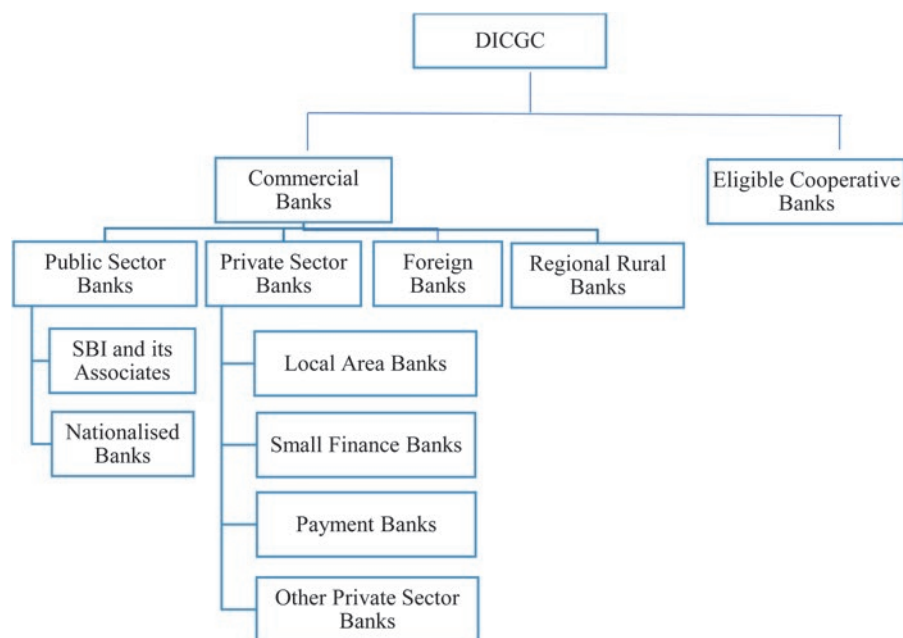 DICGC
Commercial
Banks
Eligible Cooperative
Banks
Public Sector
Banks
Private Sector
Banks
Foreign
Banks
Regional Rural
Banks
SBI and its
Associates
Nationalised
Banks
Local Area Banks
Small Finance Banks
Payment Banks
Other Private Sector
Banks